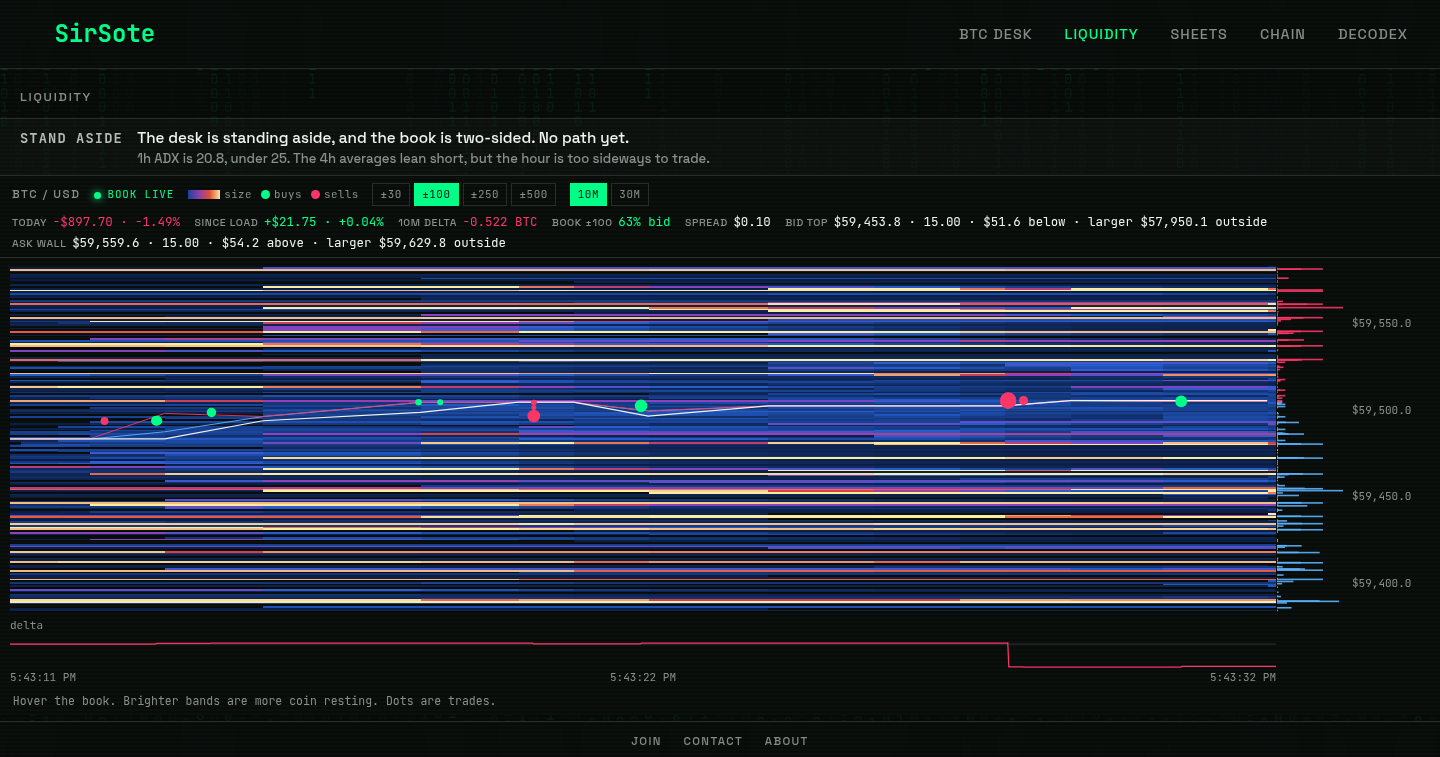 SirSote
BTC DESK LIQUIDITY SHEETS CHAIN DECODEX
LIQUIDITY
STAND ASIDE The desk is standing aside, and the book is two-sided. No path yet.
1h ADX is 20.8, under 25. The 4h averages lean short, but the hour is too sideways to trade.
BTC / USD BOOK LIVE size buys sells ±30 ±100 ±250 ±500 10M 30M
TODAY -$897.70 · -1.49% SINCE LOAD +$21.75 · +0.04% 10M DELTA -0.522 BTC BOOK ±100 63% bid SPREAD $0.10 BID TOP $59,453.8 · 15.00 · $51.6 below · larger $57,950.1 outside
ASK WALL $59,559.6 · 15.00 · $54.2 above · larger $59,629.8 outside
$59,550.0
$59,500.0
$59,450.0
$59,400.0
delta
5:43:11 PM 5:43:22 PM 5:43:32 PM
Hover the book. Brighter bands are more coin resting. Dots are trades.
JOIN CONTACT ABOUT